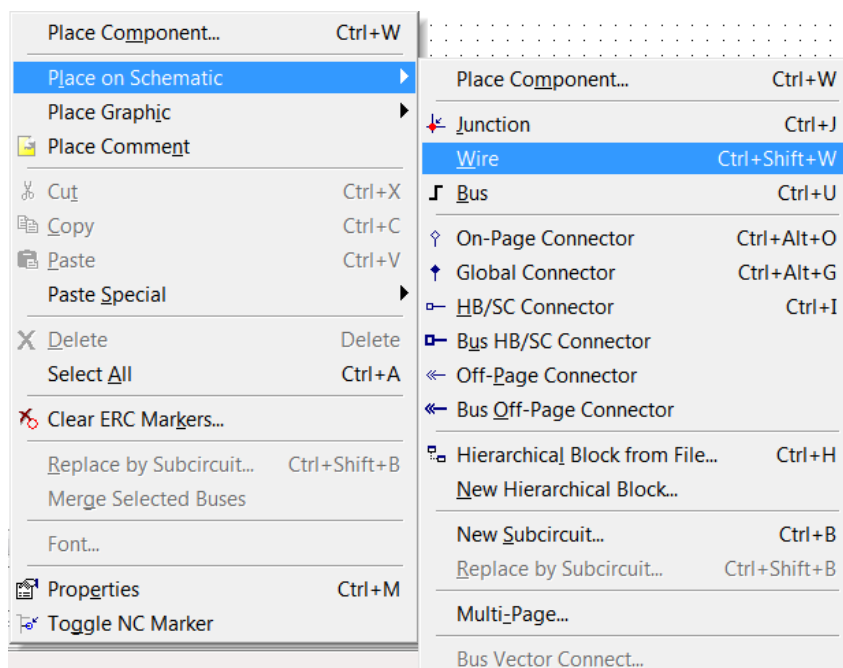 Place Component... Ctrl+W
Place on Schematic
Place Graphic
Place Comment
Cut Ctrl+X
Copy Ctrl+C
Paste Ctrl+V
Paste Special
Delete Delete
Select All Ctrl+A
Clear ERC Markers...
Replace by Subcircuit... Ctrl+Shift+B
Merge Selected Buses
Font...
Properties Ctrl+M
Toggle NC Marker
Place Component... Ctrl+W
Junction Ctrl+J
Wire Ctrl+Shift+W
Bus Ctrl+U
On-Page Connector Ctrl+Alt+O
Global Connector Ctrl+Alt+G
HB/SC Connector Ctrl+I
Bus HB/SC Connector
Off-Page Connector
Bus Off-Page Connector
Hierarchical Block from File... Ctrl+H
New Hierarchical Block...
New Subcircuit... Ctrl+B
Replace by Subcircuit... Ctrl+Shift+B
Multi-Page...
Bus Vector Connect...